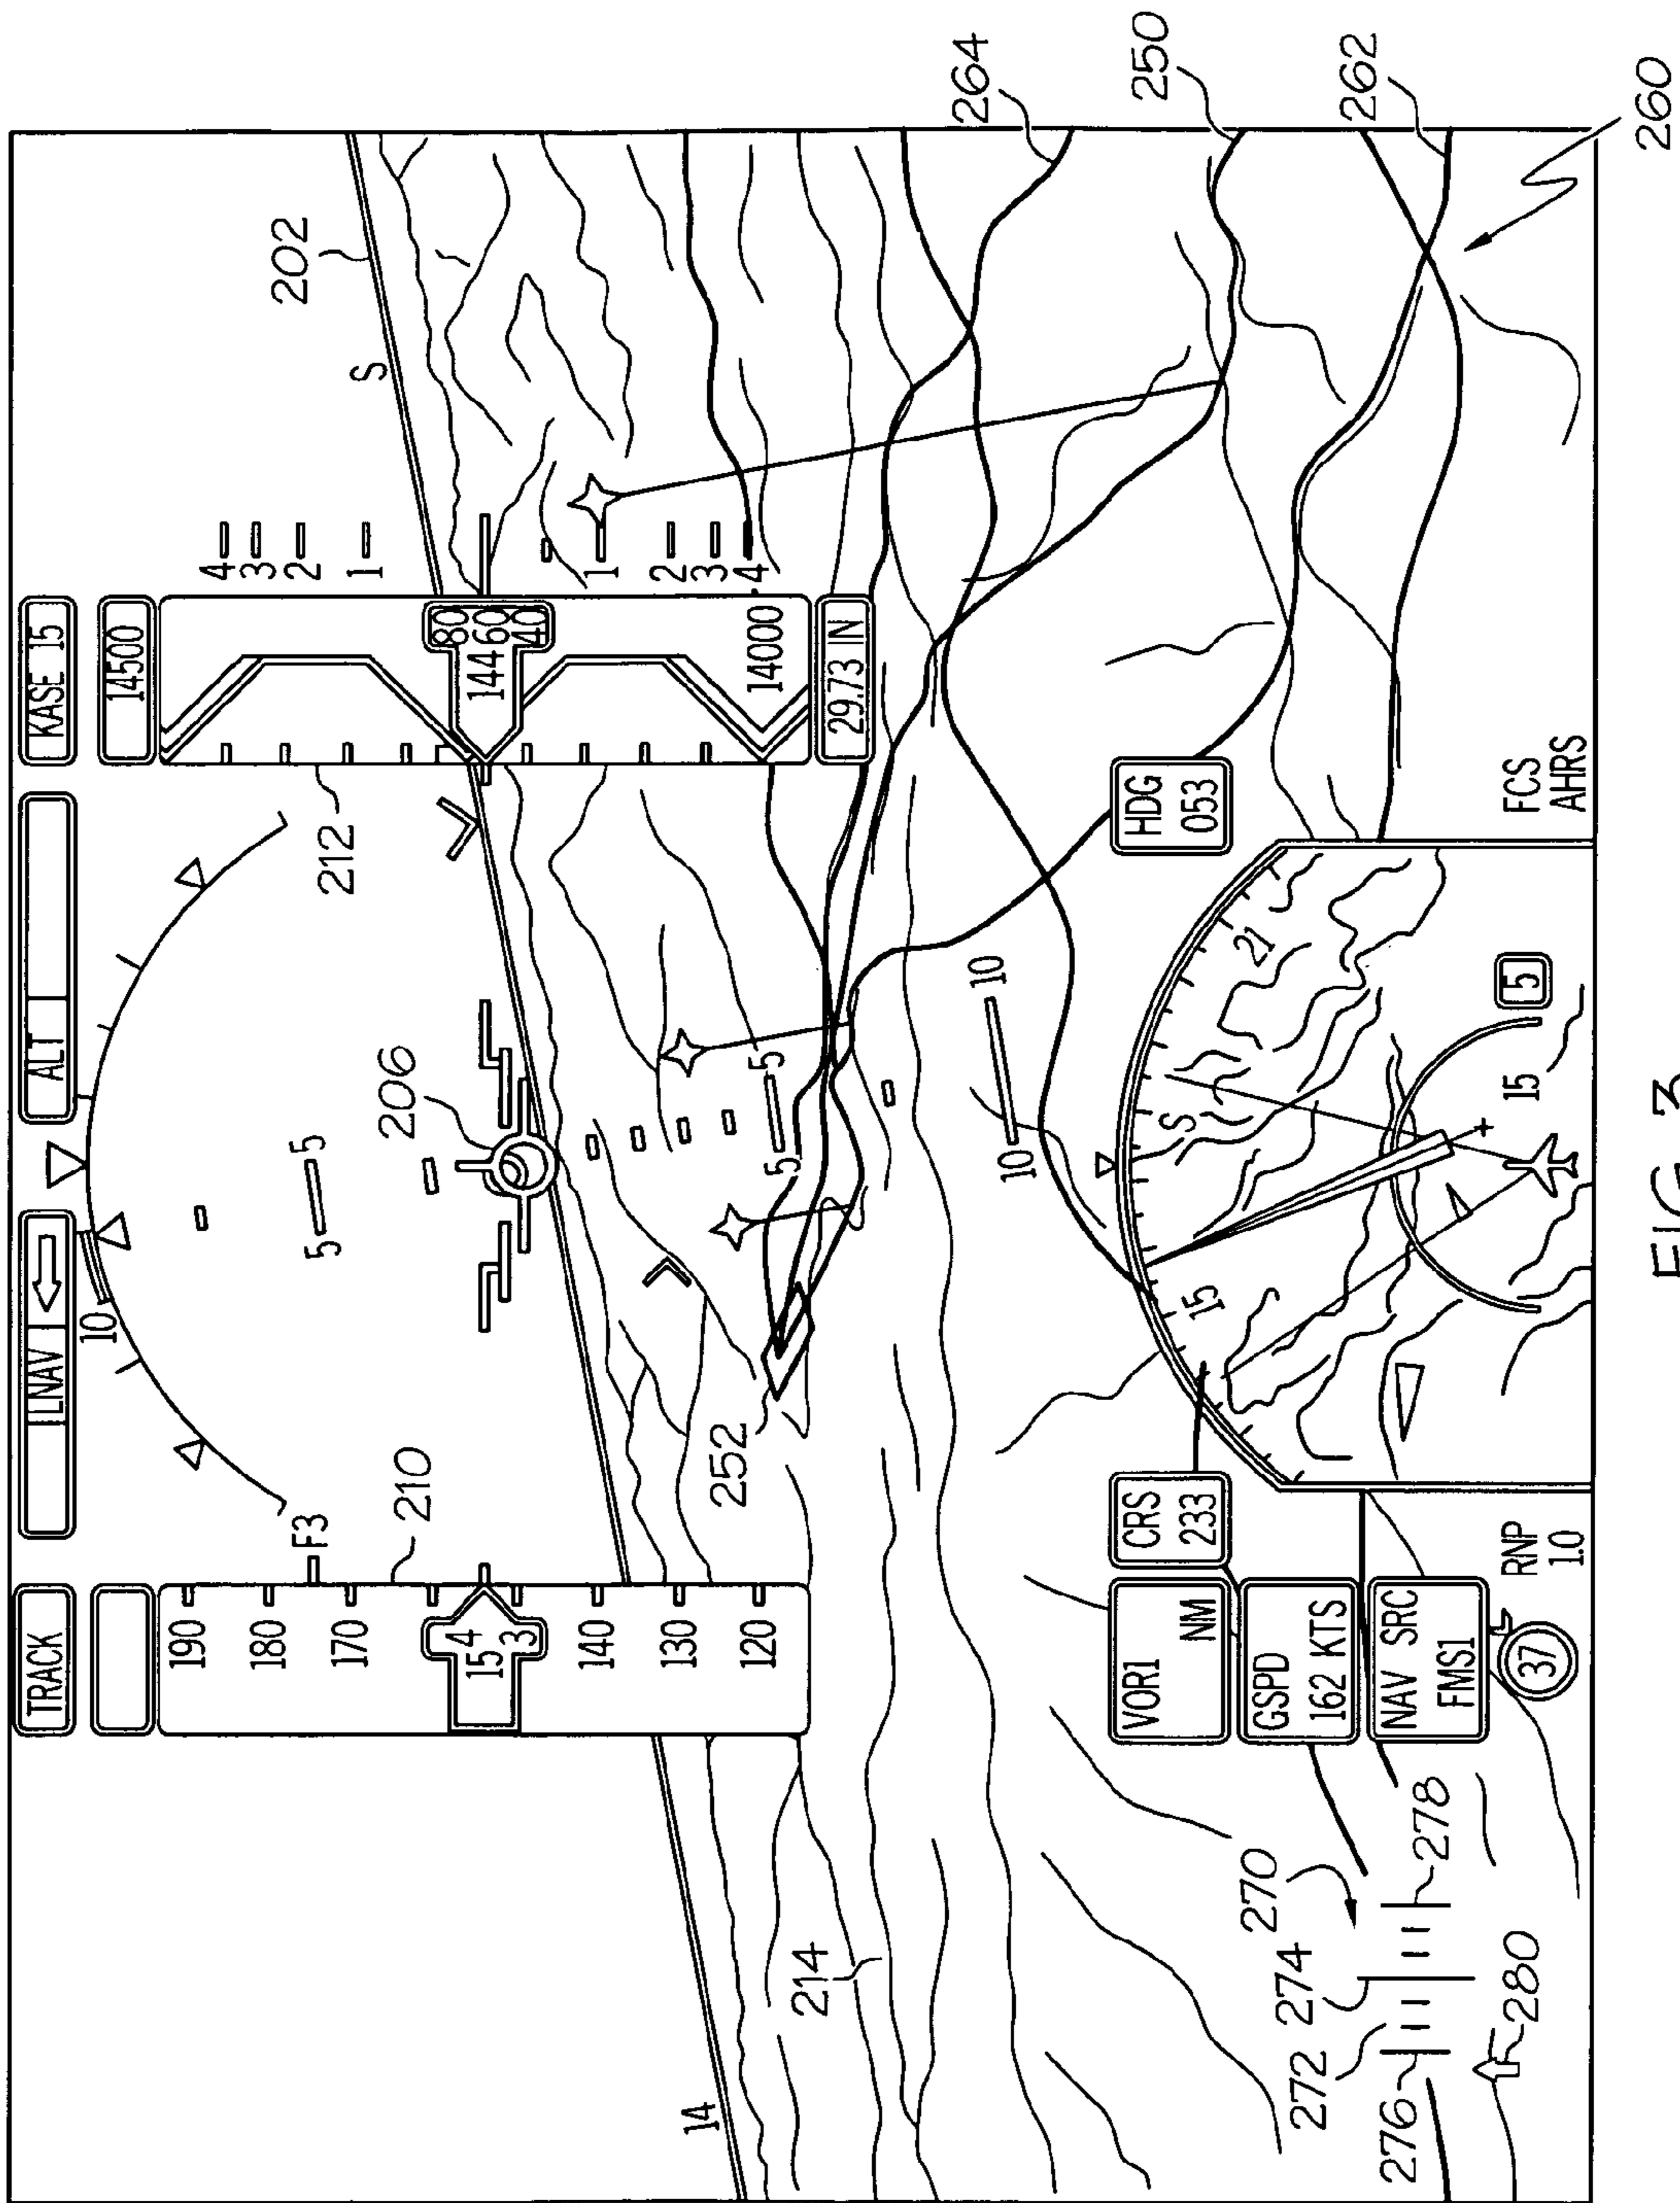 TRACK
LNAV
ALT
KASE 15
14500
190
180
170
15
4
3
140
130
120
F3
210
10
5
5
206
212
202
S
14
144
80
60
40
14000
29.73 IN
4
3
2
1
1
2
3
4
5
5
10
10
252
214
264
250
262
260
HDG
053
CRS
233
VOR1
NM
GSPD
162 KTS
NAV SRC
FMS1
RNP
1.0
37
15
S
21
15
5
FCS
AHRS
270
272
274
276
278
280
FIG. 3